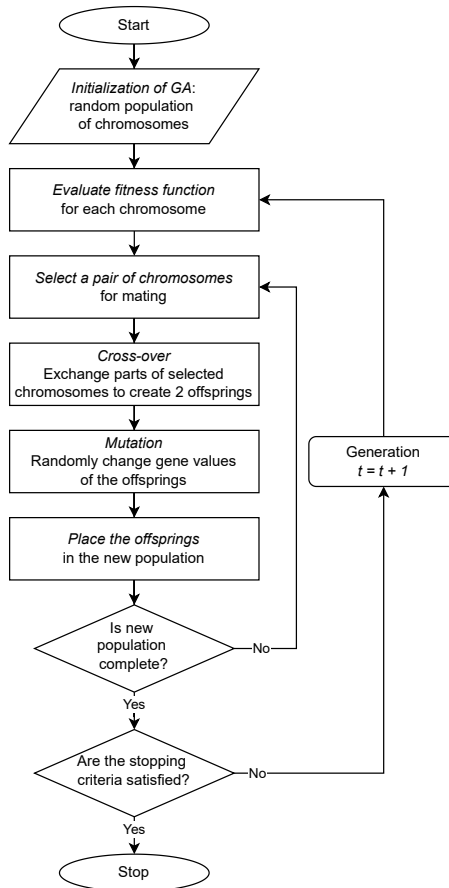 Start
Initialization of GA:
random population
of chromosomes
Evaluate fitness function
for each chromosome
Select a pair of chromosomes
for mating
Cross-over
Exchange parts of selected
chromosomes to create 2 offsprings
Mutation
Randomly change gene values
of the offsprings
Generation
t = t + 1
Place the offsprings
in the new population
Is new
population
complete?
No
Yes
Are the stopping
criteria satisfied?
No
Yes
Stop